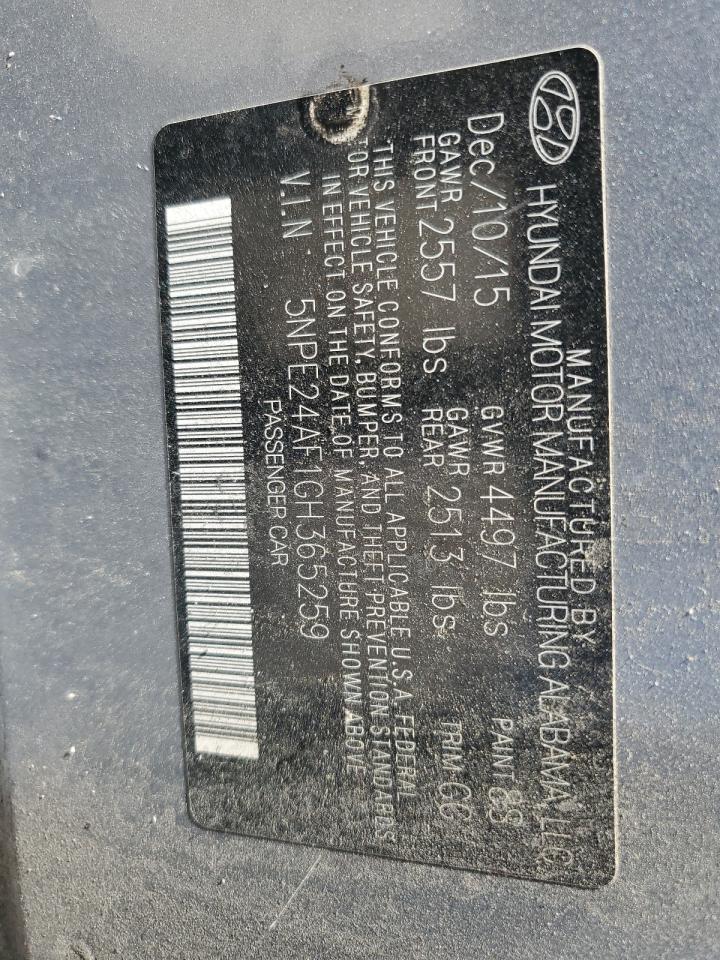 MANUFACTURED BY
HYUNDAI MOTOR MANUFACTURING ALABAMA, LLC
Dec/10/15 GVWR 4497 lbs PAINT
GAWR FRONT 2557 lbs GAWR REAR 2513 lbs TRIM
THIS VEHICLE CONFORMS TO ALL APPLICABLE U.S.A. FEDERAL
MOTOR VEHICLE SAFETY, BUMPER, AND THEFT PREVENTION STANDARDS
IN EFFECT ON THE DATE OF MANUFACTURE SHOWN ABOVE
V.I.N 5NPE24AF1GH365259
PASSENGER CAR